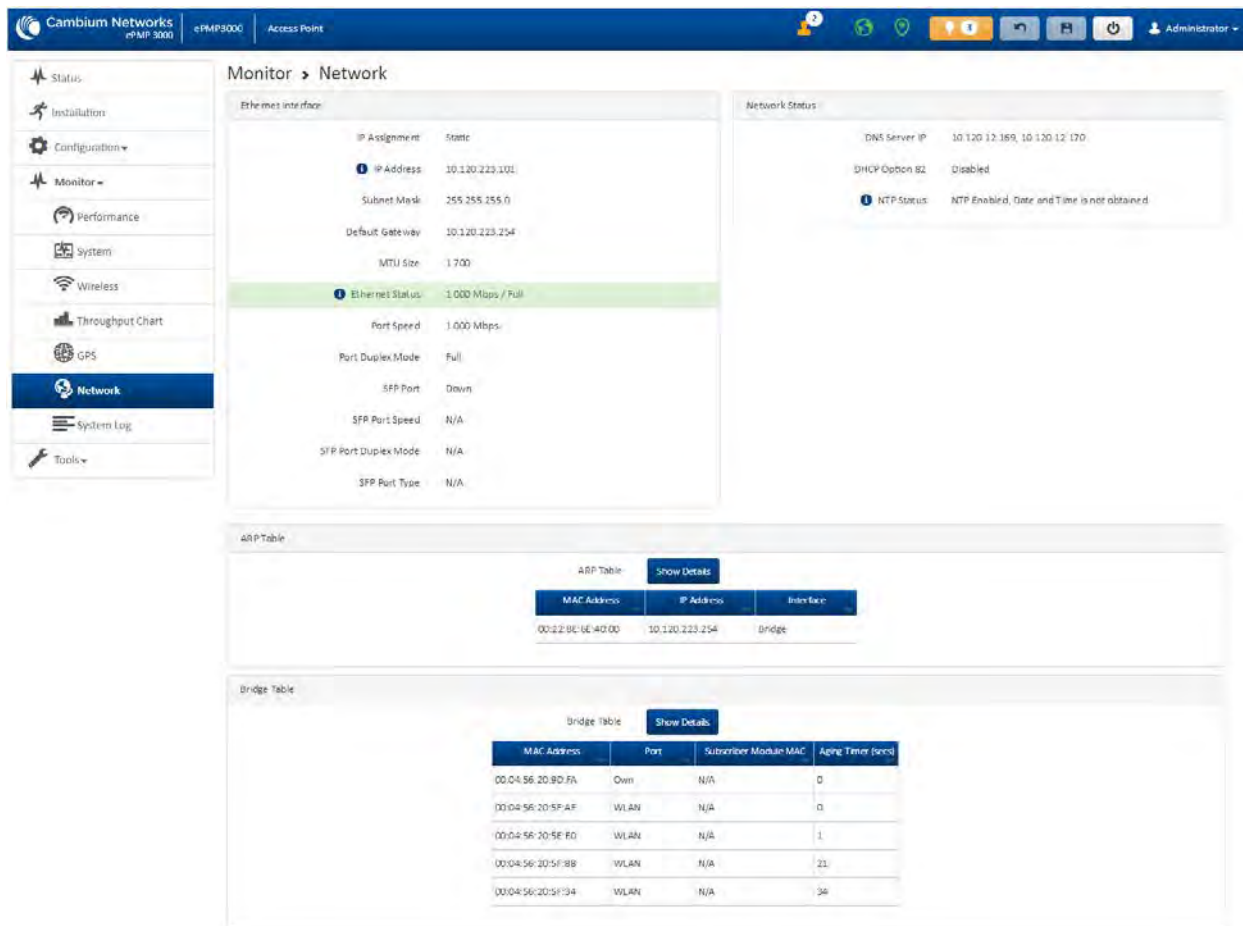 Cambium Networks
ePMP 3000
ePMP3000
Access Point
2
3
Administrator
Status
Installation
Configuration
Monitor
Performance
System
Wireless
Throughput Chart
GPS
Network
System Log
Tools
Monitor > Network
Ethernet Interface
IP Assignment Static
IP Address 10.120.223.101
Subnet Mask 255.255.255.0
Default Gateway 10.120.223.254
MTU Size 1700
Ethernet Status 1000 Mbps / Full
Port Speed 1000 Mbps
Port Duplex Mode Full
SFP Port Down
SFP Port Speed N/A
SFP Port Duplex Mode N/A
SFP Port Type N/A
Network Status
DNS Server IP 10.120.12.169, 10.120.12.170
DHCP Option 82 Disabled
NTP Status NTP Enabled, Date and Time is not obtained
ARP Table
ARP Table Show Details
MAC Address IP Address Interface
00:22:BE:6E:40:00 10.120.223.254 Bridge
Bridge Table
Bridge Table Show Details
MAC Address Port Subscriber Module MAC Aging Timer (secs)
00:04:56:20:9D:FA Own N/A 0
00:04:56:20:5F:AF WLAN N/A 0
00:04:56:20:5E:E0 WLAN N/A 1
00:04:56:20:5F:8B WLAN N/A 21
00:04:56:20:5F:34 WLAN N/A 34